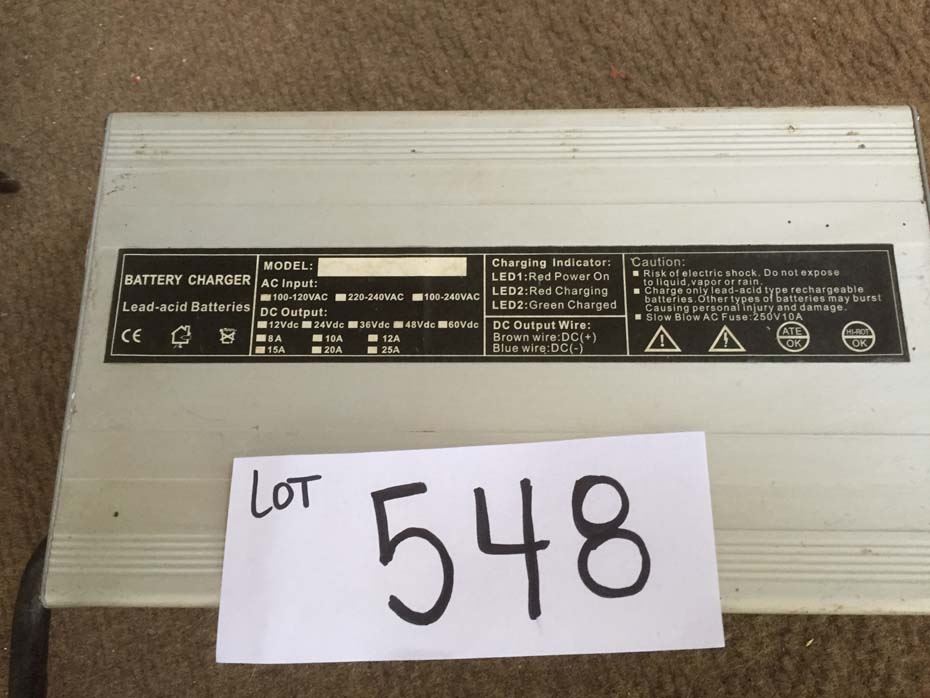 BATTERY CHARGER
Lead-acid Batteries
CE
MODEL:
AC Input:
100-120VAC 220-240VAC 100-240VAC
DC Output:
12Vdc 24Vdc 36Vdc 48Vdc 60Vdc
8A 10A 12A
15A 20A 25A
Charging Indicator:
LED1:Red Power On
LED2:Red Charging
LED2:Green Charged
DC Output Wire:
Brown wire:DC(+)
Blue wire:DC(-)
Caution:
Risk of electric shock. Do not expose
to liquid,vapor or rain.
Charge only lead-acid type rechargeable
batteries.Other types of batteries may burst
Causing personal injury and damage.
Slow Blow AC Fuse:250V10A
ATE
OK
HI-ROT
OK
LOT 548